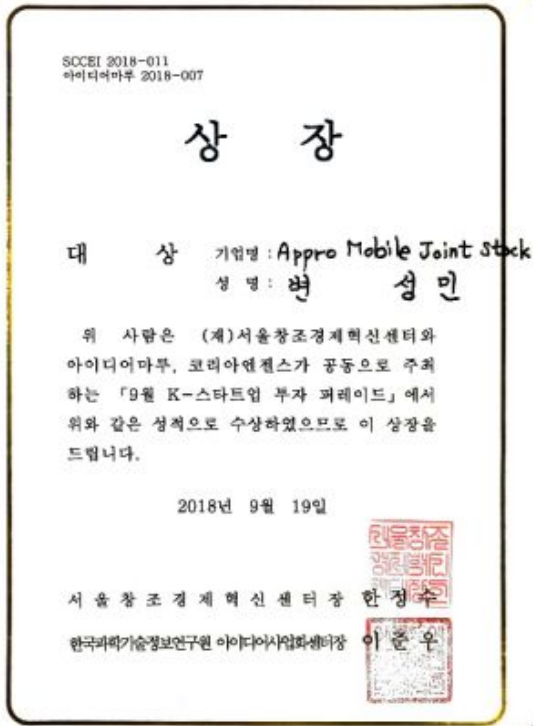 SCCEI 2018-011
아이디어마루 2018-007
상 장
대 상 기업명 : Appro Mobile Joint Stock
성 명 : 변 성민
위 사람은 (재)서울창조경제혁신센터와
아이디어마루, 코리아엔젤스가 공동으로 주최
하는 「9월 K-스타트업 투자 퍼레이드」에서
위와 같은 성적으로 수상하였으므로 이 상장을
드립니다.
2018년 9월 19일
서울창조경제혁신센터장 한정수
한국과학기술정보연구원 아이디어사업화센터장 이준우